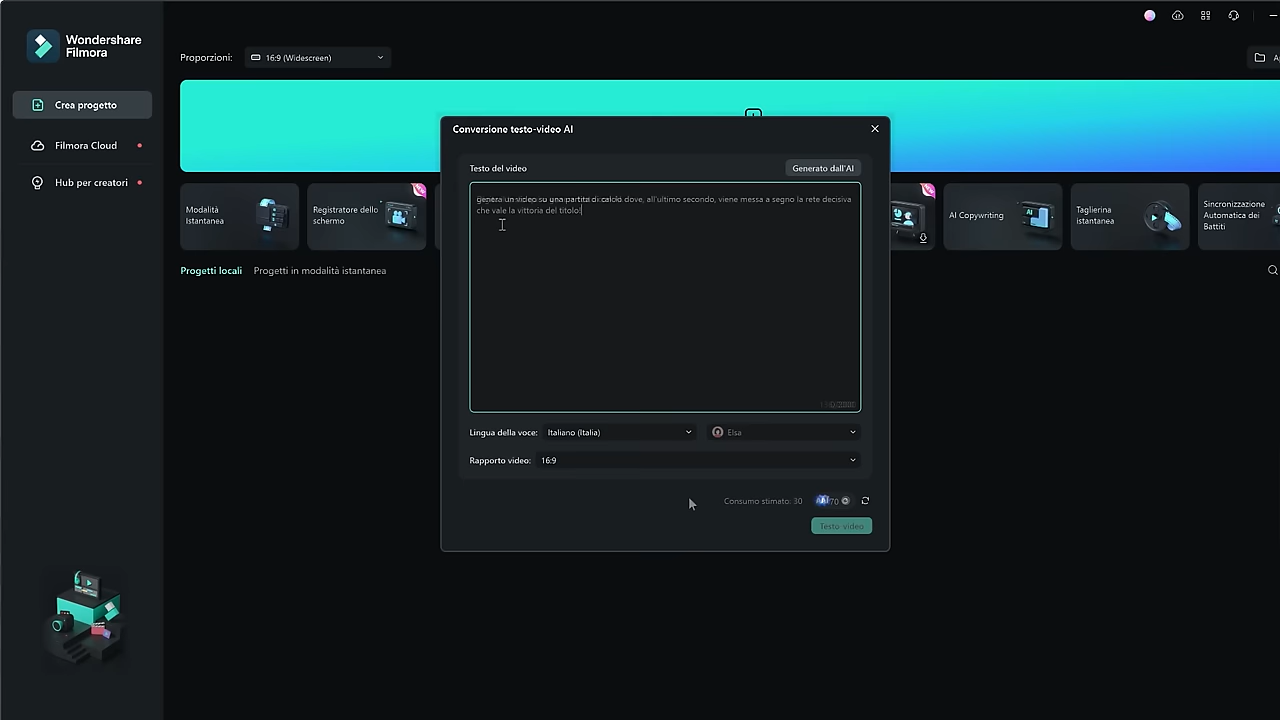 Wondershare
Filmora
Crea progetto
Filmora Cloud
Hub per creatori
Proporzioni:
16:9 (Widescreen)
Conversione testo-video AI
Testo del video
Generato dall'AI
genera un video su una partita di calcio dove, all'ultimo secondo, viene messa a segno la rete decisiva
che vale la vittoria del titolo!
Lingua della voce:
Italiano (Italia)
Elsa
Rapporto video:
16:9
Consumo stimato: 30
70
Testo video
Modalità
Istantanea
Registratore dello
schermo
AI Copywriting
Taglierina
istantanea
Sincronizzazione
Automatica dei
Battiti
Progetti locali
Progetti in modalità istantanea